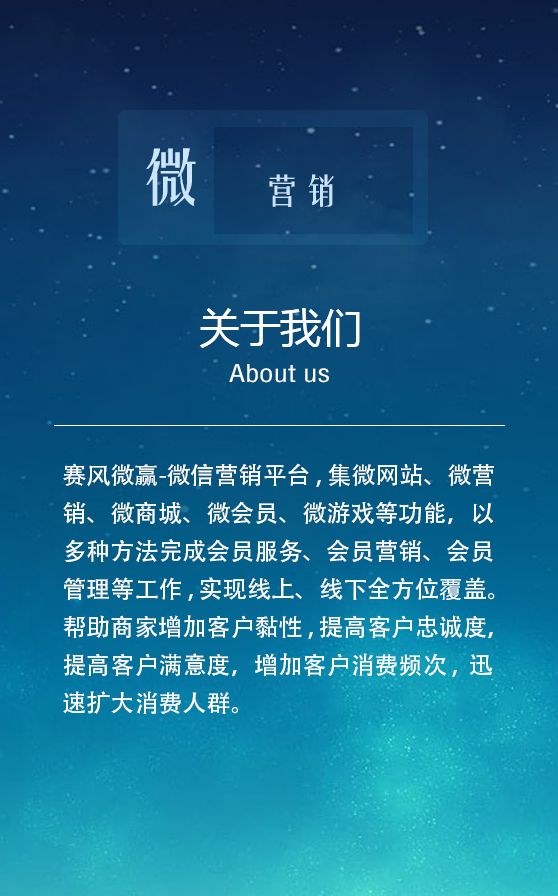 微 营销
关于我们
About us
赛风微赢-微信营销平台,集微网站、微营
销、微商城、微会员、微游戏等功能，以
多种方法完成会员服务、会员营销、会员
管理等工作,实现线上、线下全方位覆盖。
帮助商家增加客户黏性,提高客户忠诚度,
提高客户满意度，增加客户消费频次,迅
速扩大消费人群。